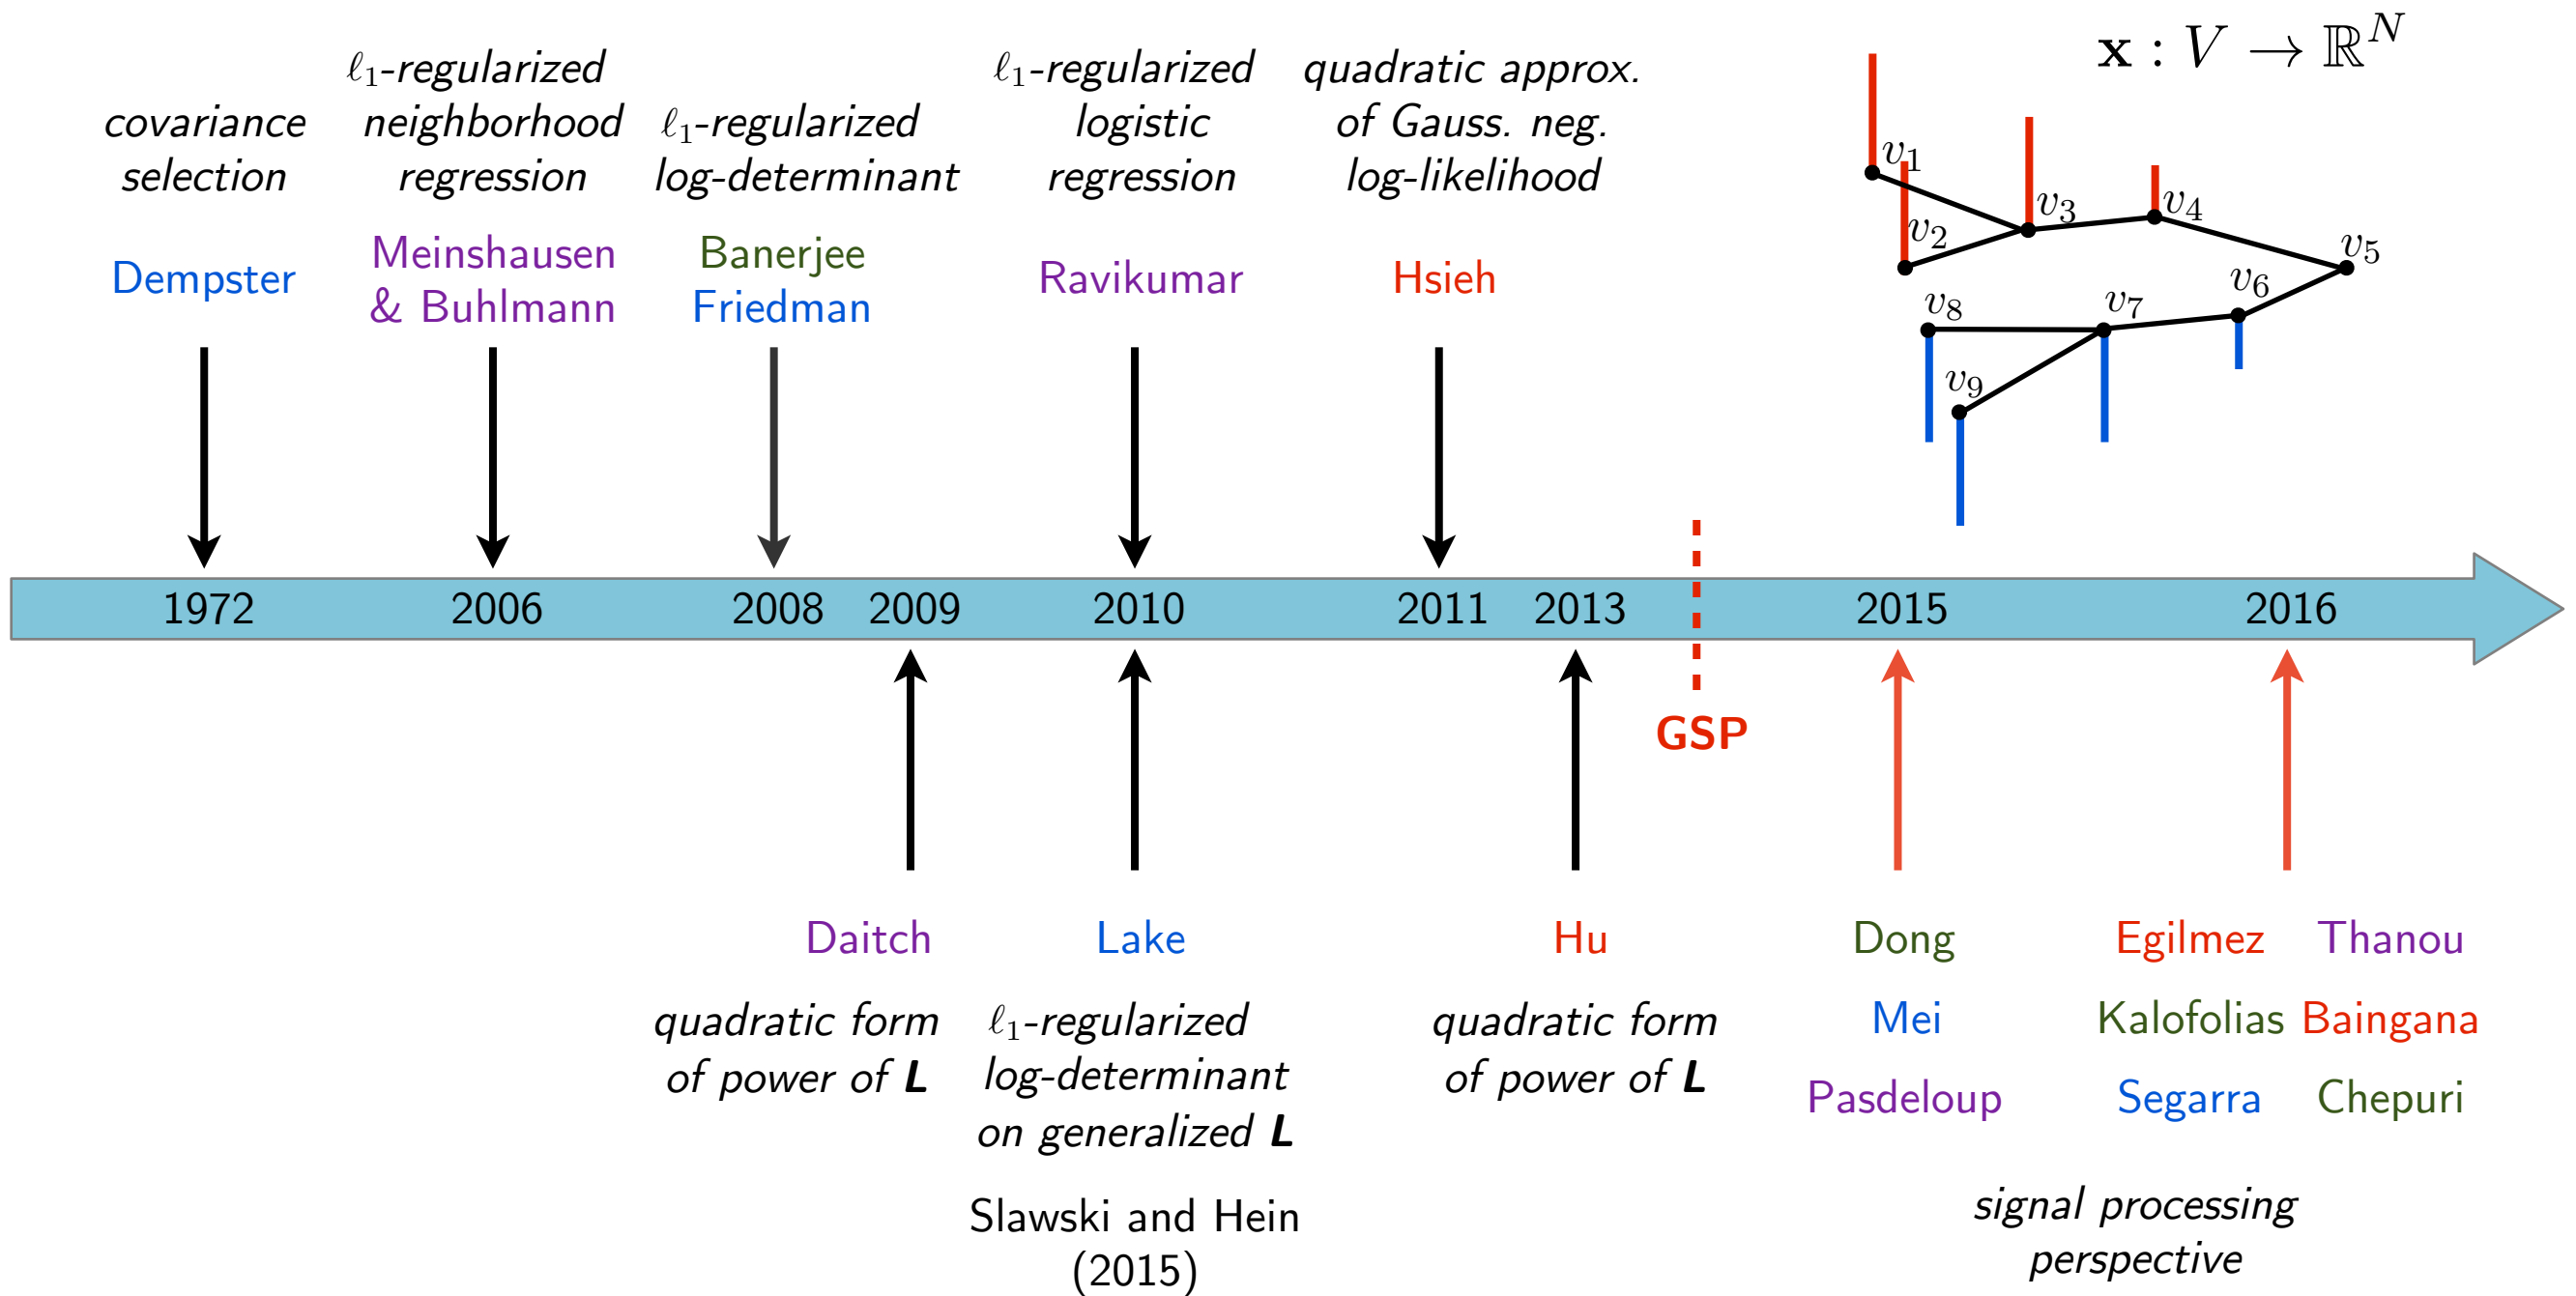 covariance
selection
Dempster
ℓ₁-regularized
neighborhood
regression
Meinshausen
& Buhlmann
ℓ₁-regularized
log-determinant
Banerjee
Friedman
ℓ₁-regularized
logistic
regression
Ravikumar
quadratic approx.
of Gauss. neg.
log-likelihood
Hsieh
x : V → ℝᴺ
v₁
v₂
v₃
v₄
v₅
v₆
v₇
v₈
v₉
1972 2006 2008 2009 2010 2011 2013 2015 2016
GSP
Daitch
quadratic form
of power of L
Lake
ℓ₁-regularized
log-determinant
on generalized L
Slawski and Hein
(2015)
Hu
quadratic form
of power of L
Dong
Mei
Pasdeloup
Egilmez Thanou
Kalofolias Baingana
Segarra Chepuri
signal processing
perspective